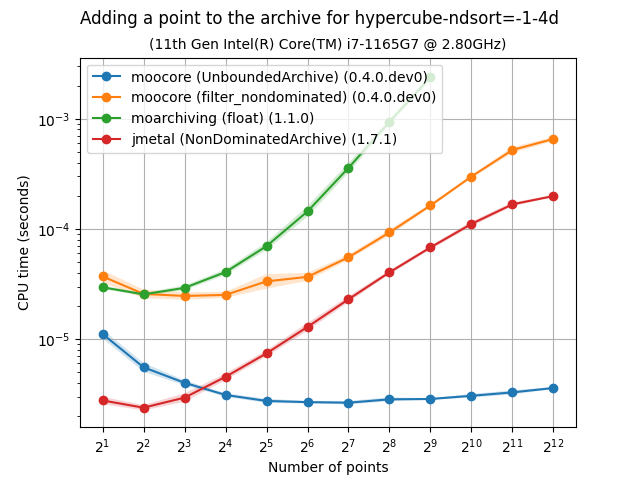 Adding a point to the archive for hypercube-ndsort=-1-4d
(11th Gen Intel(R) Core(TM) i7-1165G7 @ 2.80GHz)
moocore (UnboundedArchive) (0.4.0.dev0)
moocore (filter_nondominated) (0.4.0.dev0)
moarchiving (float) (1.1.0)
jmetal (NonDominatedArchive) (1.7.1)
CPU time (seconds)
10⁻³
10⁻⁴
10⁻⁵
2¹ 2² 2³ 2⁴ 2⁵ 2⁶ 2⁷ 2⁸ 2⁹ 2¹⁰ 2¹¹ 2¹²
Number of points